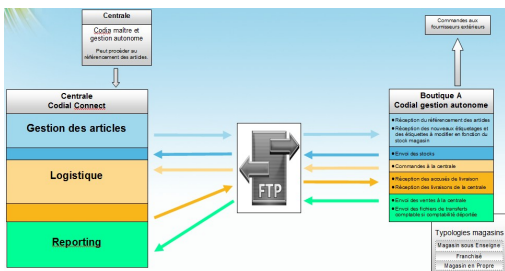 Centrale
Codia maître et
gestion autonome
Peut procéder au
référencement des articles.
Commandes aux
fournisseurs extérieurs
Centrale
Codial Connect
Gestion des articles
Logistique
Reporting
FTP
Boutique A
Codial gestion autonome
Réception du référencement des articles
Réception des nouveaux étiquetages et
des étiquettes à modifier en fonction du
stock magasin
Envoi des stocks
Commandes à la centrale
Réception des accusés de livraison
Réception des livraisons de la centrale
Envoi des ventes à la centrale
Envoi des fichiers de transferts
comptable si comptabilité déportée
Typologies magasins
Magasin sous Enseigne
Franchisé
Magasin en Propre